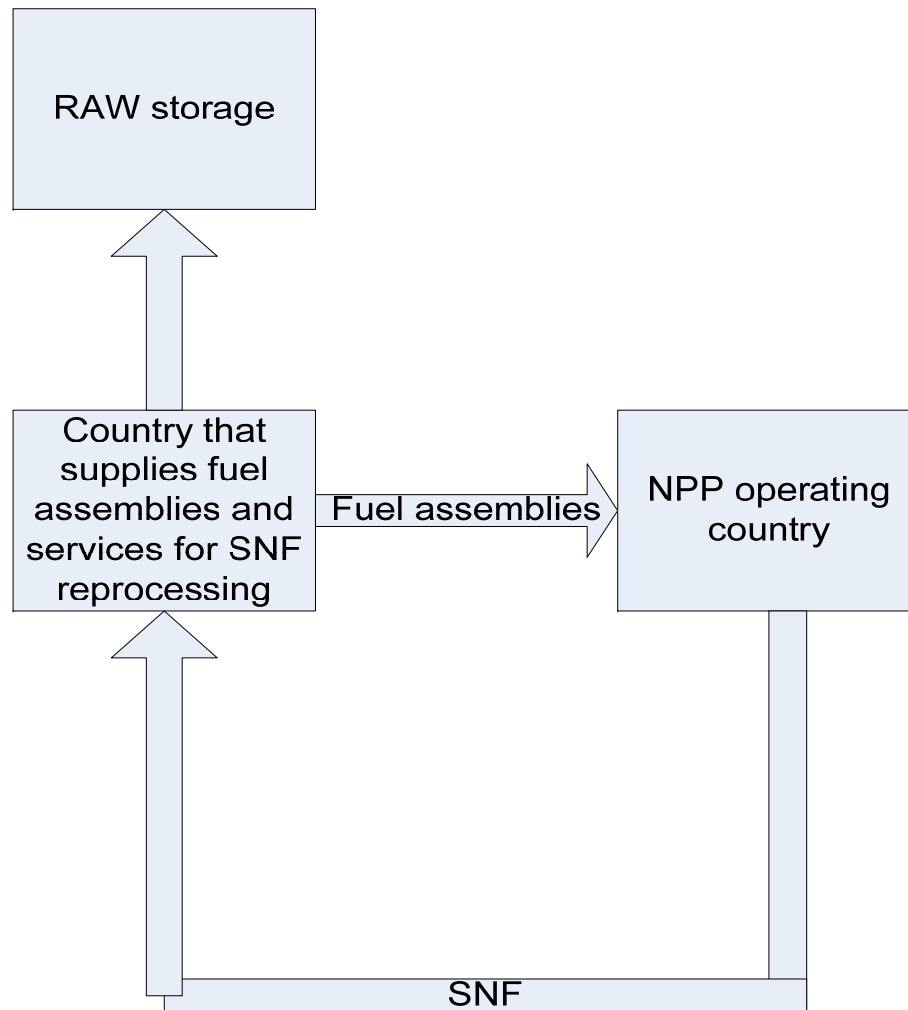 RAW storage
Country that
supplies fuel
assemblies and
services for SNF
reprocessing
Fuel assemblies
NPP operating
country
SNF